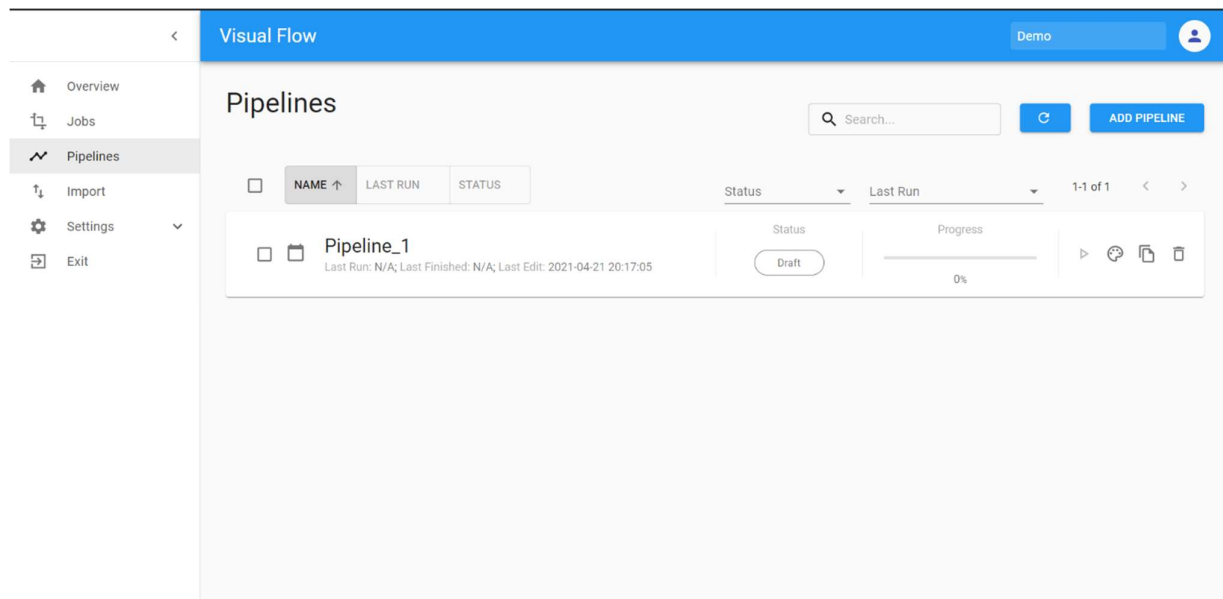 Visual Flow
Demo
Overview
Jobs
Pipelines
Import
Settings
Exit
Pipelines
Search...
ADD PIPELINE
NAME LAST RUN STATUS
Status Last Run 1-1 of 1
Pipeline_1
Last Run: N/A; Last Finished: N/A; Last Edit: 2021-04-21 20:17:05
Status
Draft
Progress
0%